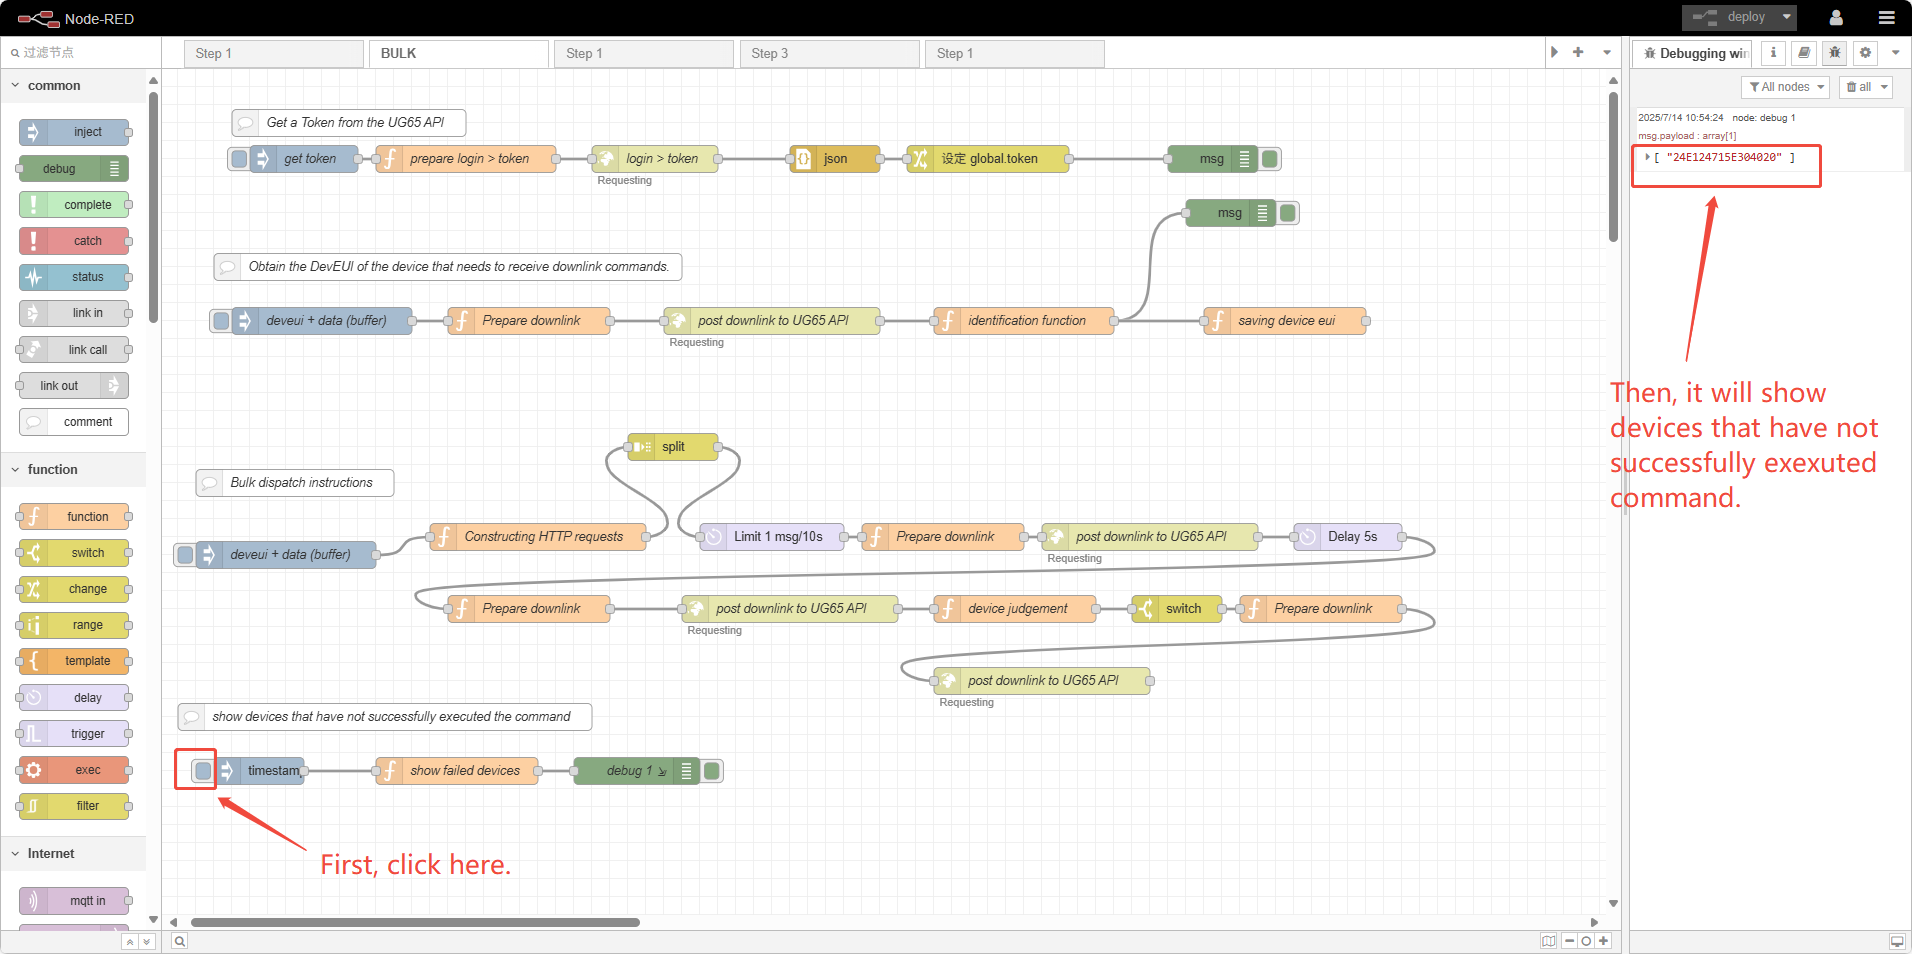 Node-RED
deploy
过滤节点
Step 1
BULK
Step 1
Step 3
Step 1
Debugging win
All nodes
all
common
inject
debug
complete
catch
status
link in
link call
link out
comment
function
function
switch
change
range
template
delay
trigger
exec
filter
Internet
mqtt in
Get a Token from the UG65 API
get token
prepare login > token
login > token
Requesting
json
设定 global.token
msg
msg
Obtain the DevEUI of the device that needs to receive downlink commands.
deveui + data (buffer)
Prepare downlink
post downlink to UG65 API
Requesting
identification function
saving device eui
split
Bulk dispatch instructions
deveui + data (buffer)
Constructing HTTP requests
Limit 1 msg/10s
Prepare downlink
post downlink to UG65 API
Requesting
Delay 5s
Prepare downlink
post downlink to UG65 API
Requesting
device judgement
switch
Prepare downlink
post downlink to UG65 API
Requesting
show devices that have not successfully executed the command
timestamp
show failed devices
debug 1
First, click here.
2025/7/14 10:54:24 node: debug 1
msg.payload : array[1]
[ "24E124715E304020" ]
Then, it will show
devices that have not
successfully exexuted
command.